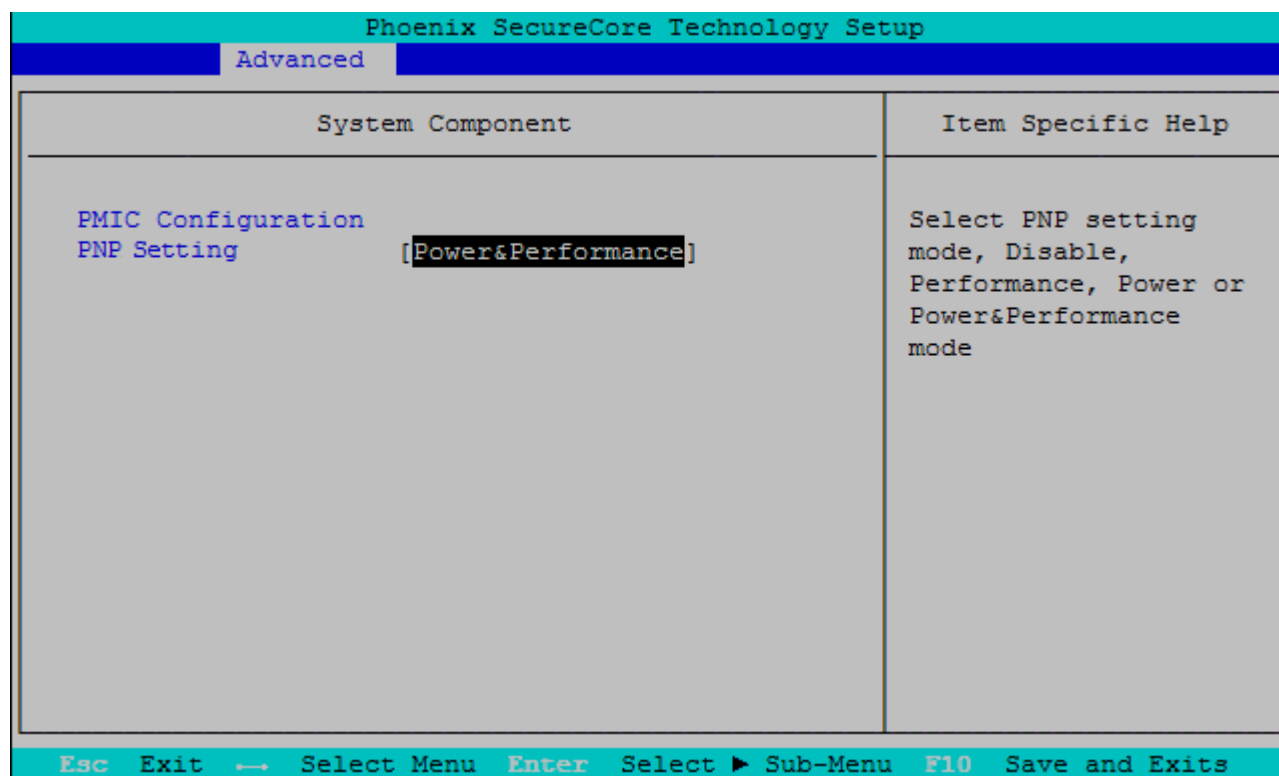 Phoenix SecureCore Technology Setup
Advanced
System Component
PMIC Configuration
PNP Setting [Power&Performance]
Item Specific Help
Select PNP setting
mode, Disable,
Performance, Power or
Power&Performance
mode
Esc Exit ←→ Select Menu Enter Select ▶ Sub-Menu F10 Save and Exits